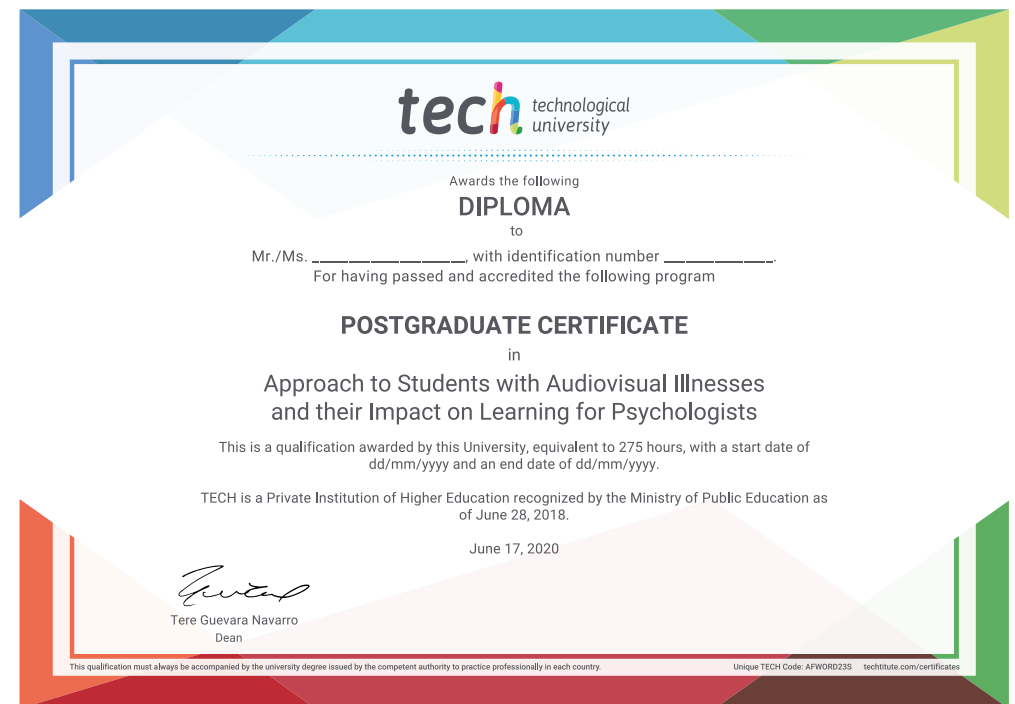 tech technological
university
Awards the following
DIPLOMA
to
Mr./Ms. ____________________, with identification number ______________.
For having passed and accredited the following program
POSTGRADUATE CERTIFICATE
in
Approach to Students with Audiovisual Illnesses
and their Impact on Learning for Psychologists
This is a qualification awarded by this University, equivalent to 275 hours, with a start date of
dd/mm/yyyy and an end date of dd/mm/yyyy.
TECH is a Private Institution of Higher Education recognized by the Ministry of Public Education as
of June 28, 2018.
June 17, 2020
Tere Guevara Navarro
Dean
This qualification must always be accompanied by the university degree issued by the competent authority to practice professionally in each country. Unique TECH Code: AFWORD23S techtitute.com/certificates